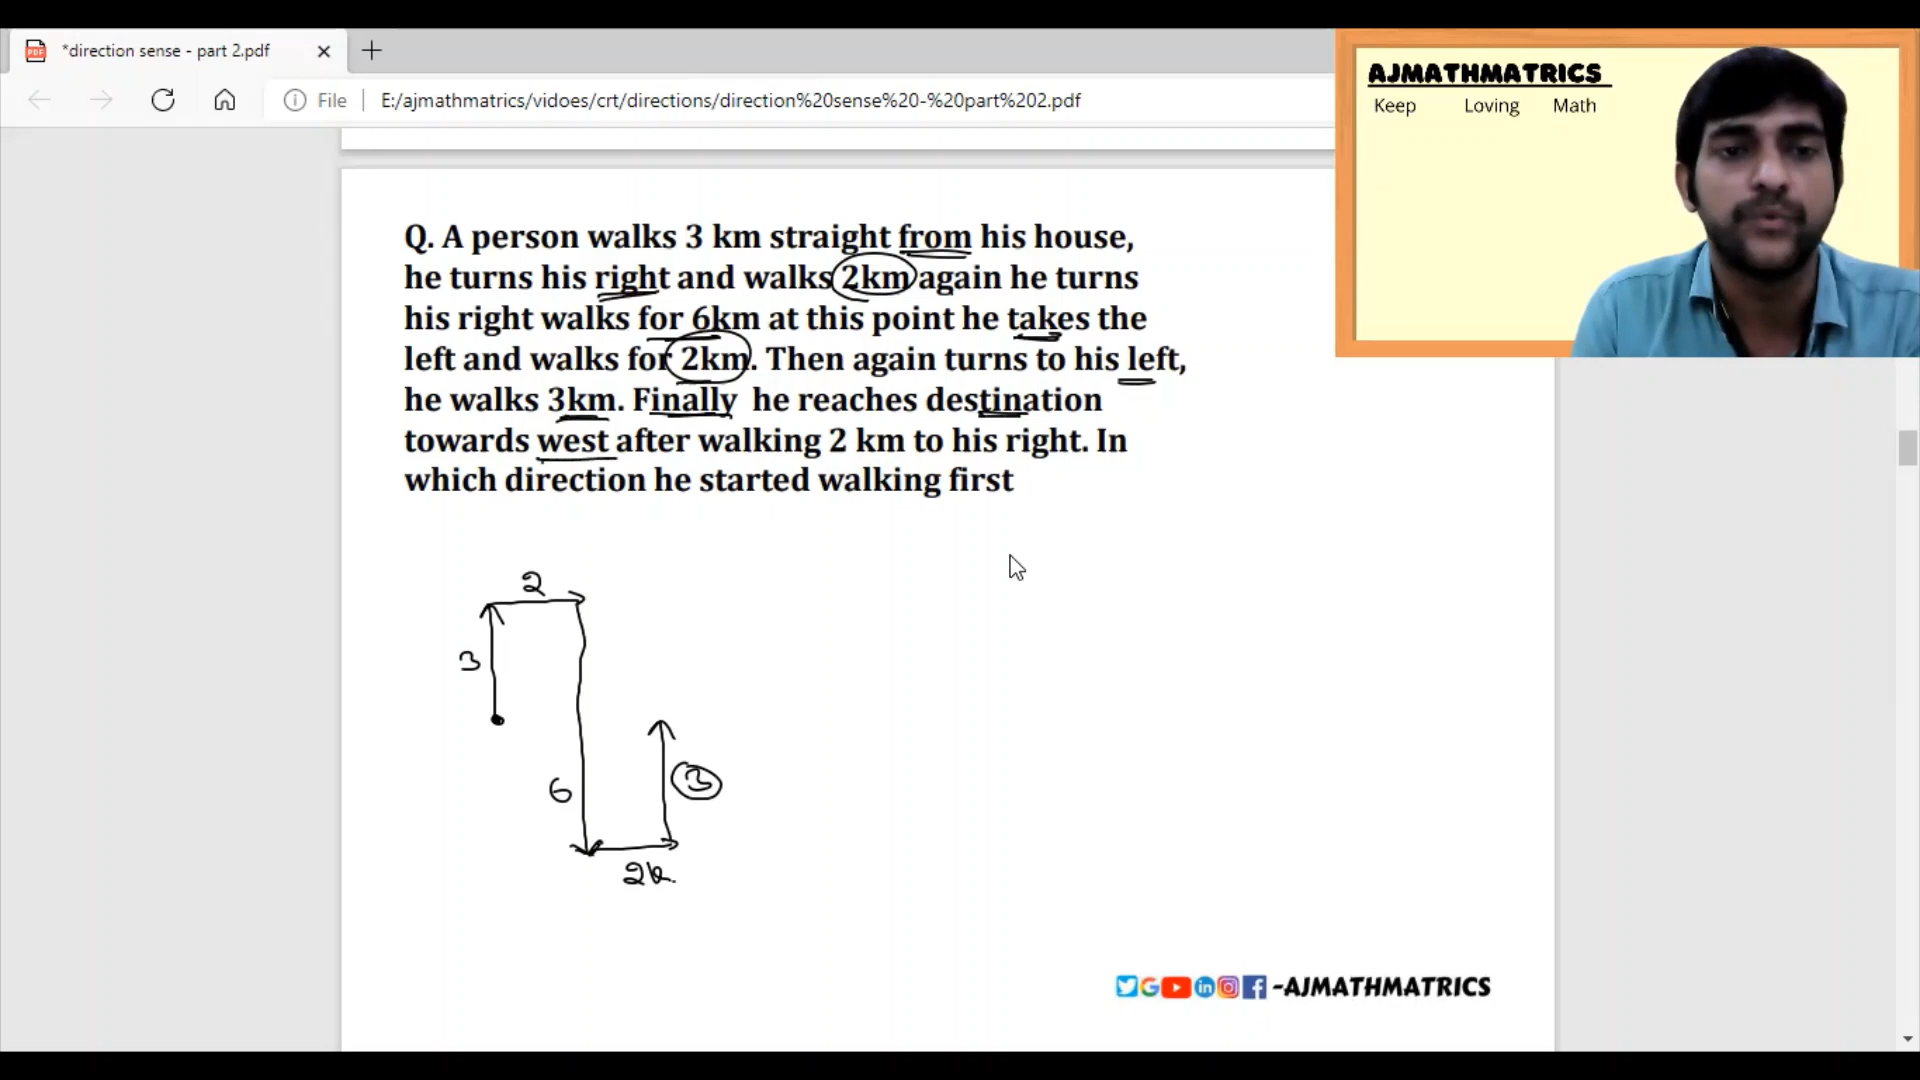 *direction sense - part 2.pdf
File
E:/ajmathmatrics/vidoes/crt/directions/direction%20sense%20-%20part%202.pdf
AJMATHMATRICS
Keep Loving Math
Q. A person walks 3 km straight from his house,
he turns his right and walks 2km again he turns
his right walks for 6km at this point he takes the
left and walks for 2km. Then again turns to his left,
he walks 3km. Finally he reaches destination
towards west after walking 2 km to his right. In
which direction he started walking first
2
3
3
6
2k.
-AJMATHMATRICS